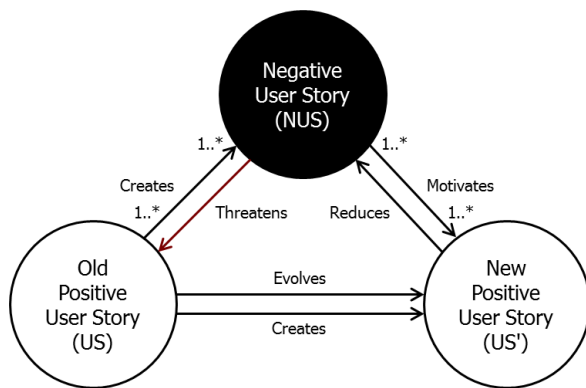 Negative
User Story
(NUS)
1..*
1..*
Creates
Motivates
1..*
Threatens
Reduces
1..*
Old
Positive
User Story
(US)
Evolves
Creates
New
Positive
User Story
(US')